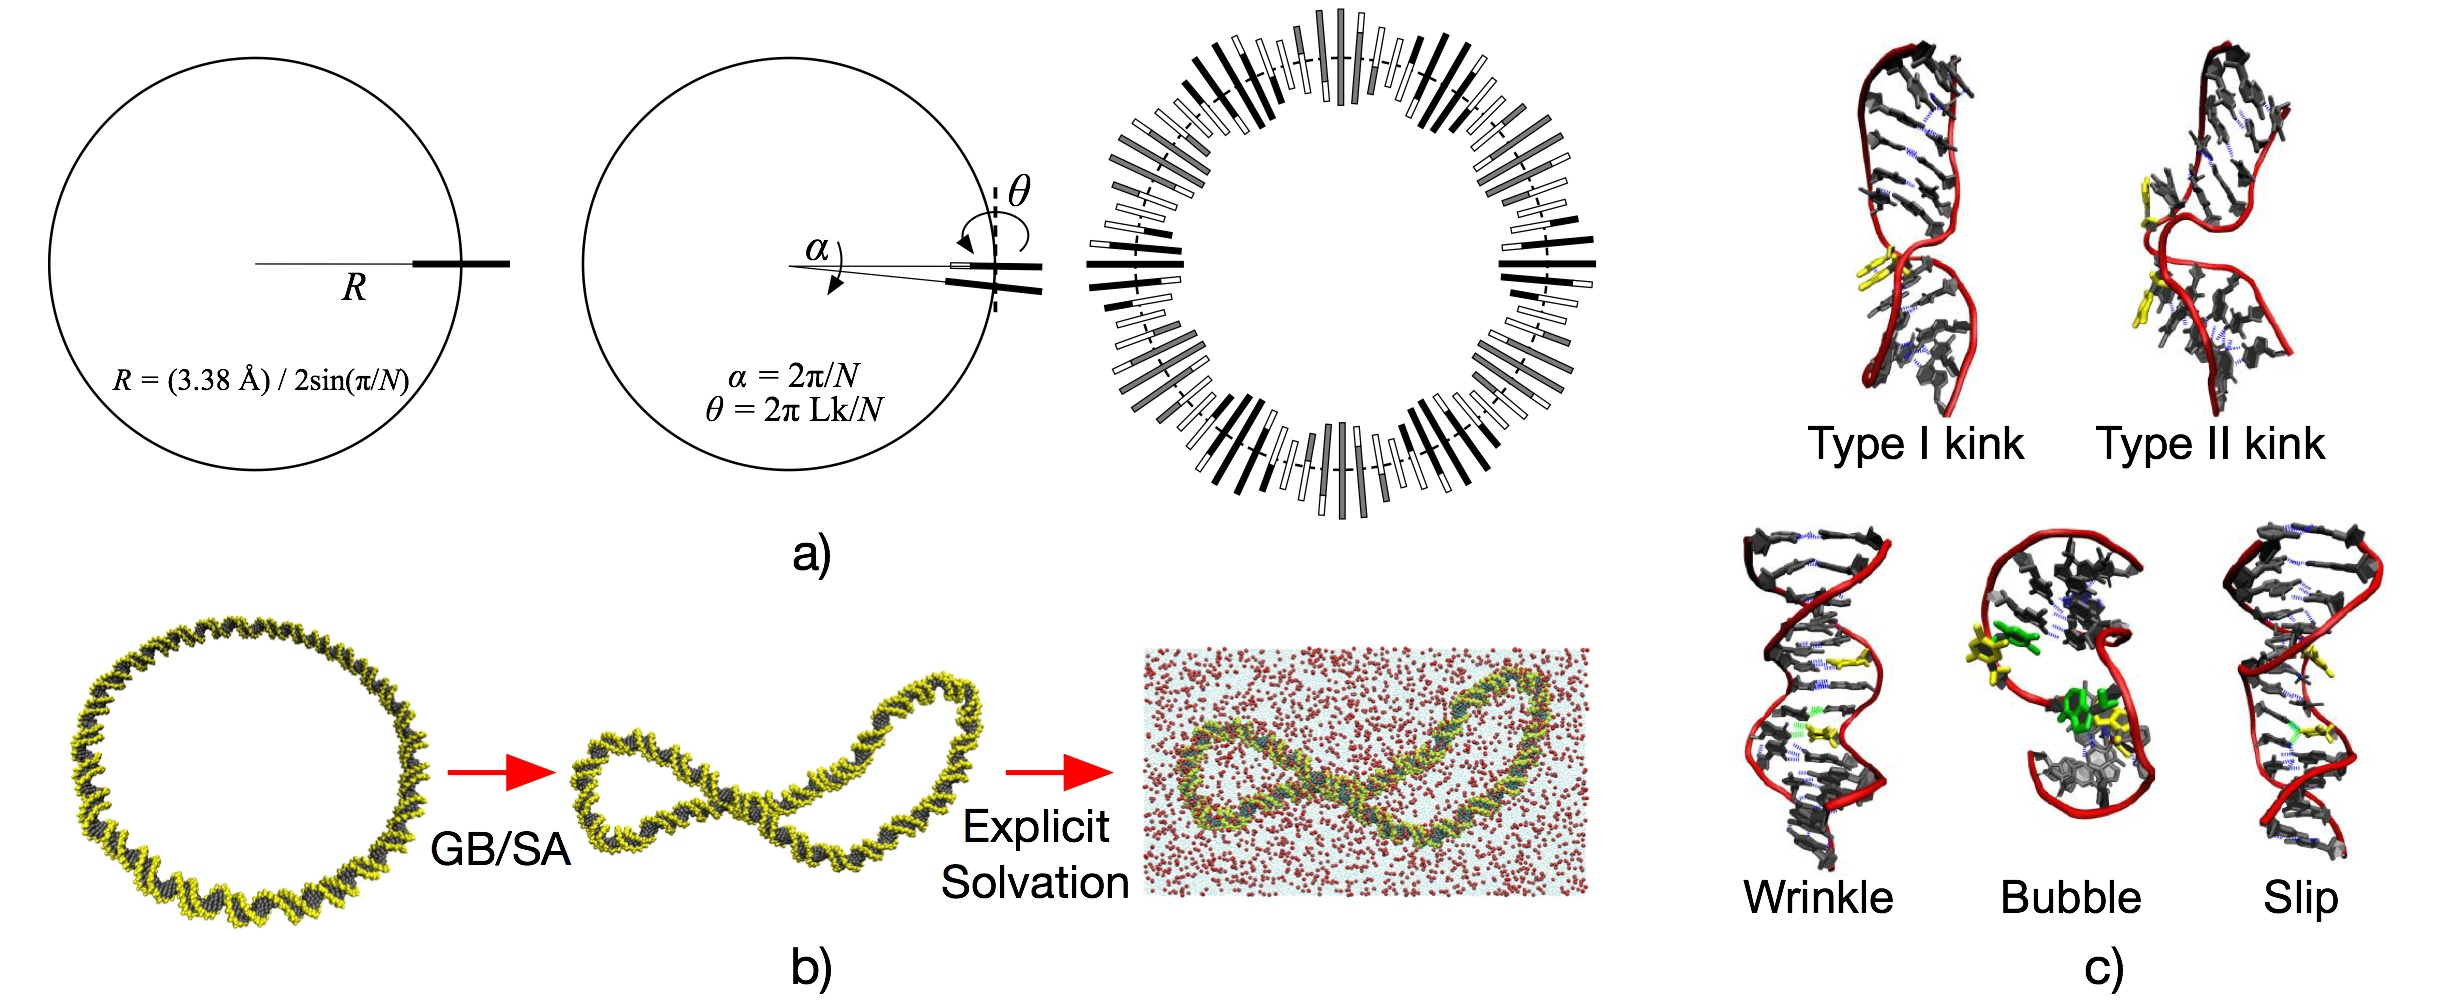 R
R = (3.38 Å) / 2sin(π/N)
α
θ
α = 2π/N
θ = 2π Lk/N
a)
GB/SA
Explicit
Solvation
b)
Type I kink
Type II kink
Wrinkle
Bubble
Slip
c)